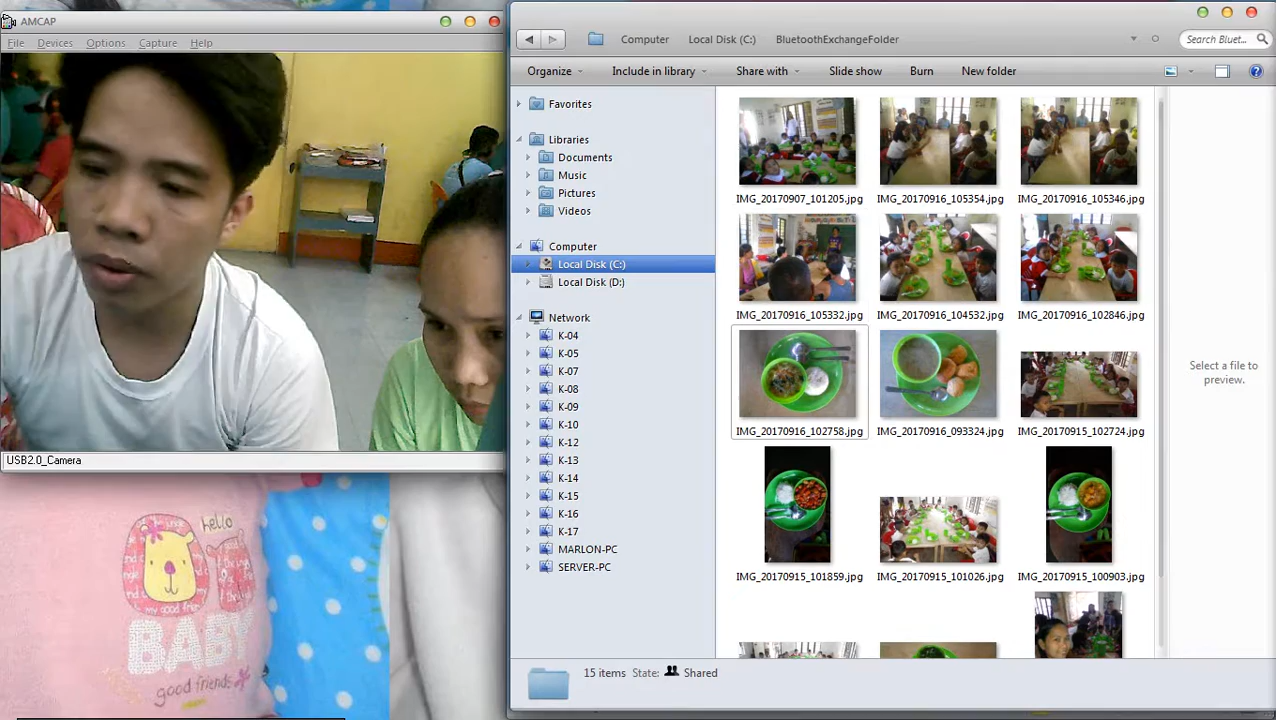 AMCAP
File Devices Options Capture Help
USB2.0_Camera
hello
BABY
good friends
Computer Local Disk (C:) BluetoothExchangeFolder Search Bluet...
Organize Include in library Share with Slide show Burn New folder
Favorites
Libraries
Documents
Music
Pictures
Videos
Computer
Local Disk (C:)
Local Disk (D:)
Network
K-04
K-05
K-07
K-08
K-09
K-10
K-12
K-13
K-14
K-15
K-16
K-17
MARLON-PC
SERVER-PC
IMG_20170907_101205.jpg IMG_20170916_105354.jpg IMG_20170916_105346.jpg
IMG_20170916_105332.jpg IMG_20170916_104532.jpg IMG_20170916_102846.jpg
IMG_20170916_102758.jpg IMG_20170916_093324.jpg IMG_20170915_102724.jpg
IMG_20170915_101859.jpg IMG_20170915_101026.jpg IMG_20170915_100903.jpg
Select a file to
preview.
15 items State: Shared